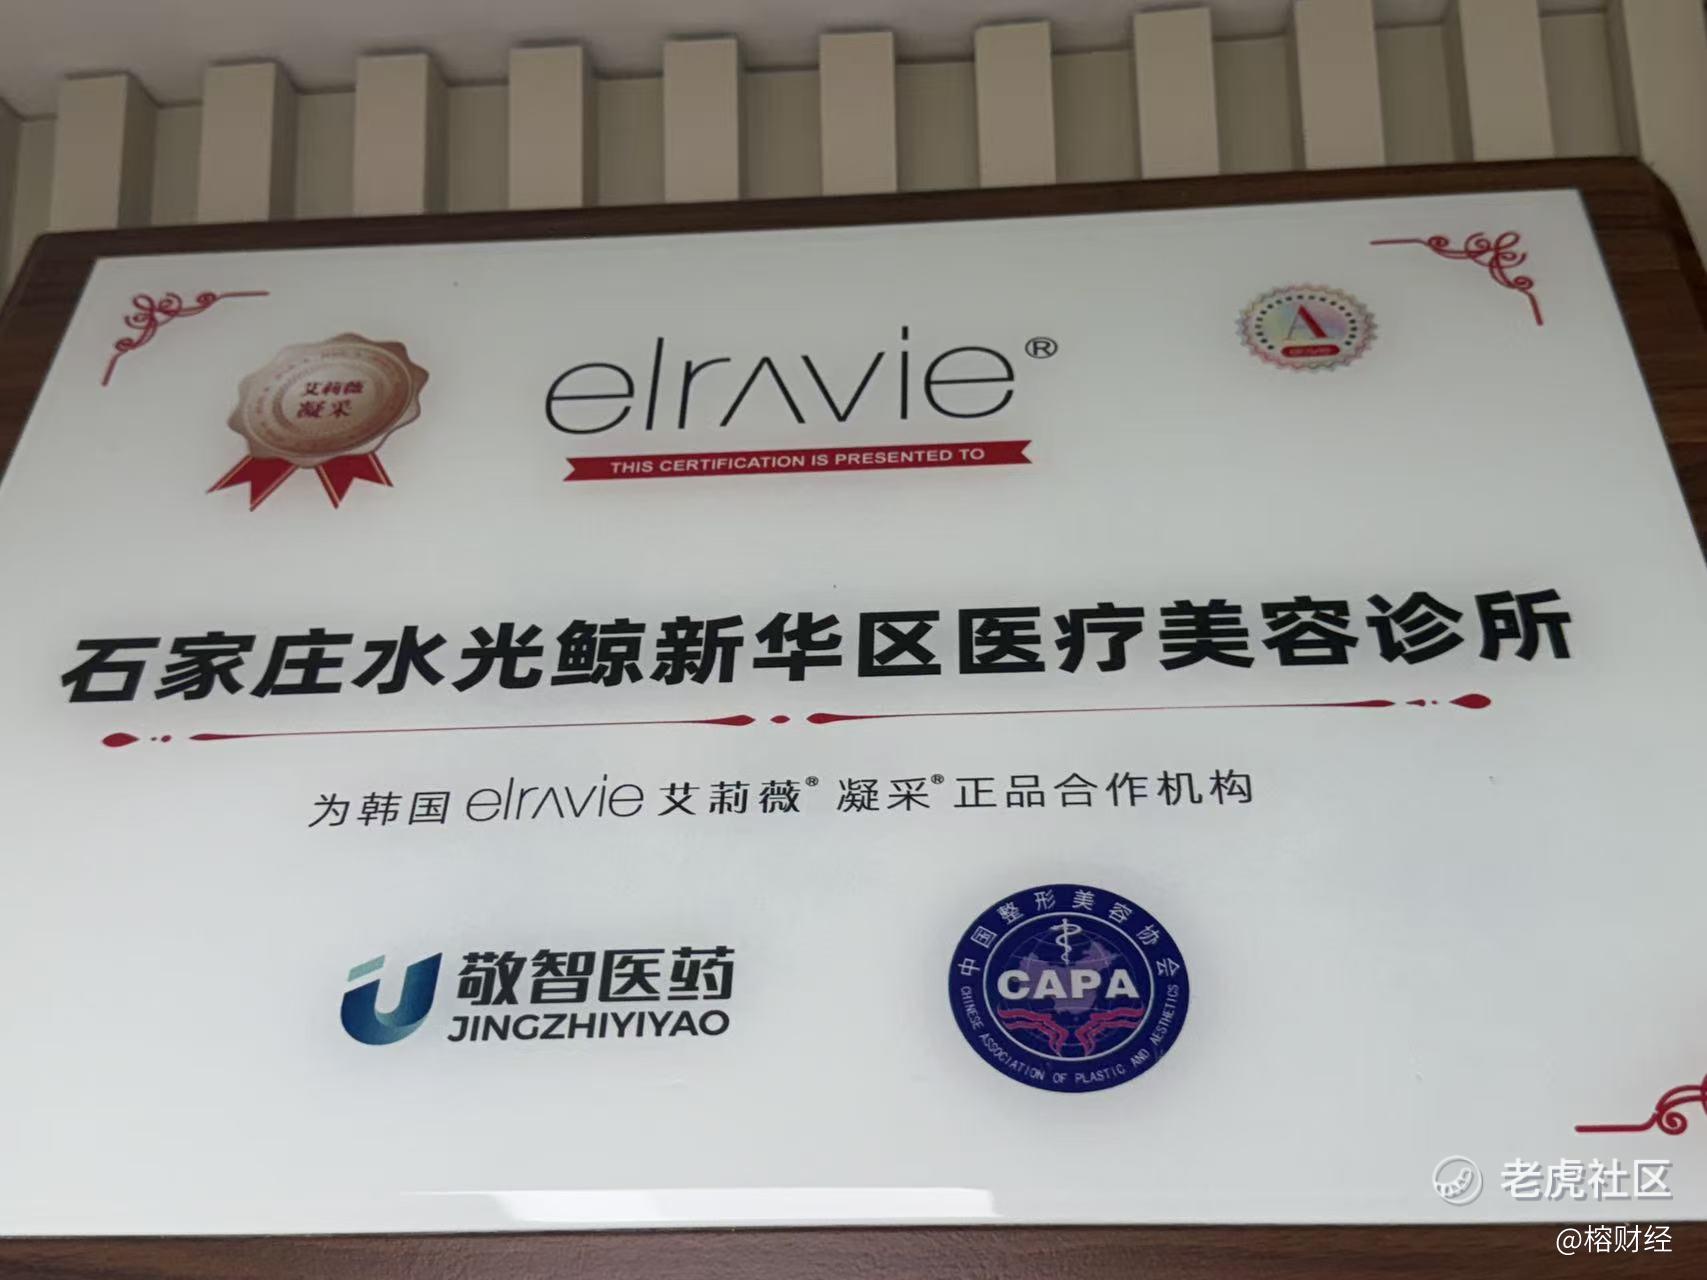 艾莉薇
凝采
elravie®
A
elravie
THIS CERTIFICATION IS PRESENTED TO
石家庄水光鲸新华区医疗美容诊所
为韩国 elravie 艾莉薇® 凝采® 正品合作机构
敬智医药
JINGZHIYIYAO
中国整形美容协会
CAPA
CHINESE ASSOCIATION OF PLASTIC AND AESTHETICS
老虎社区
@榕财经